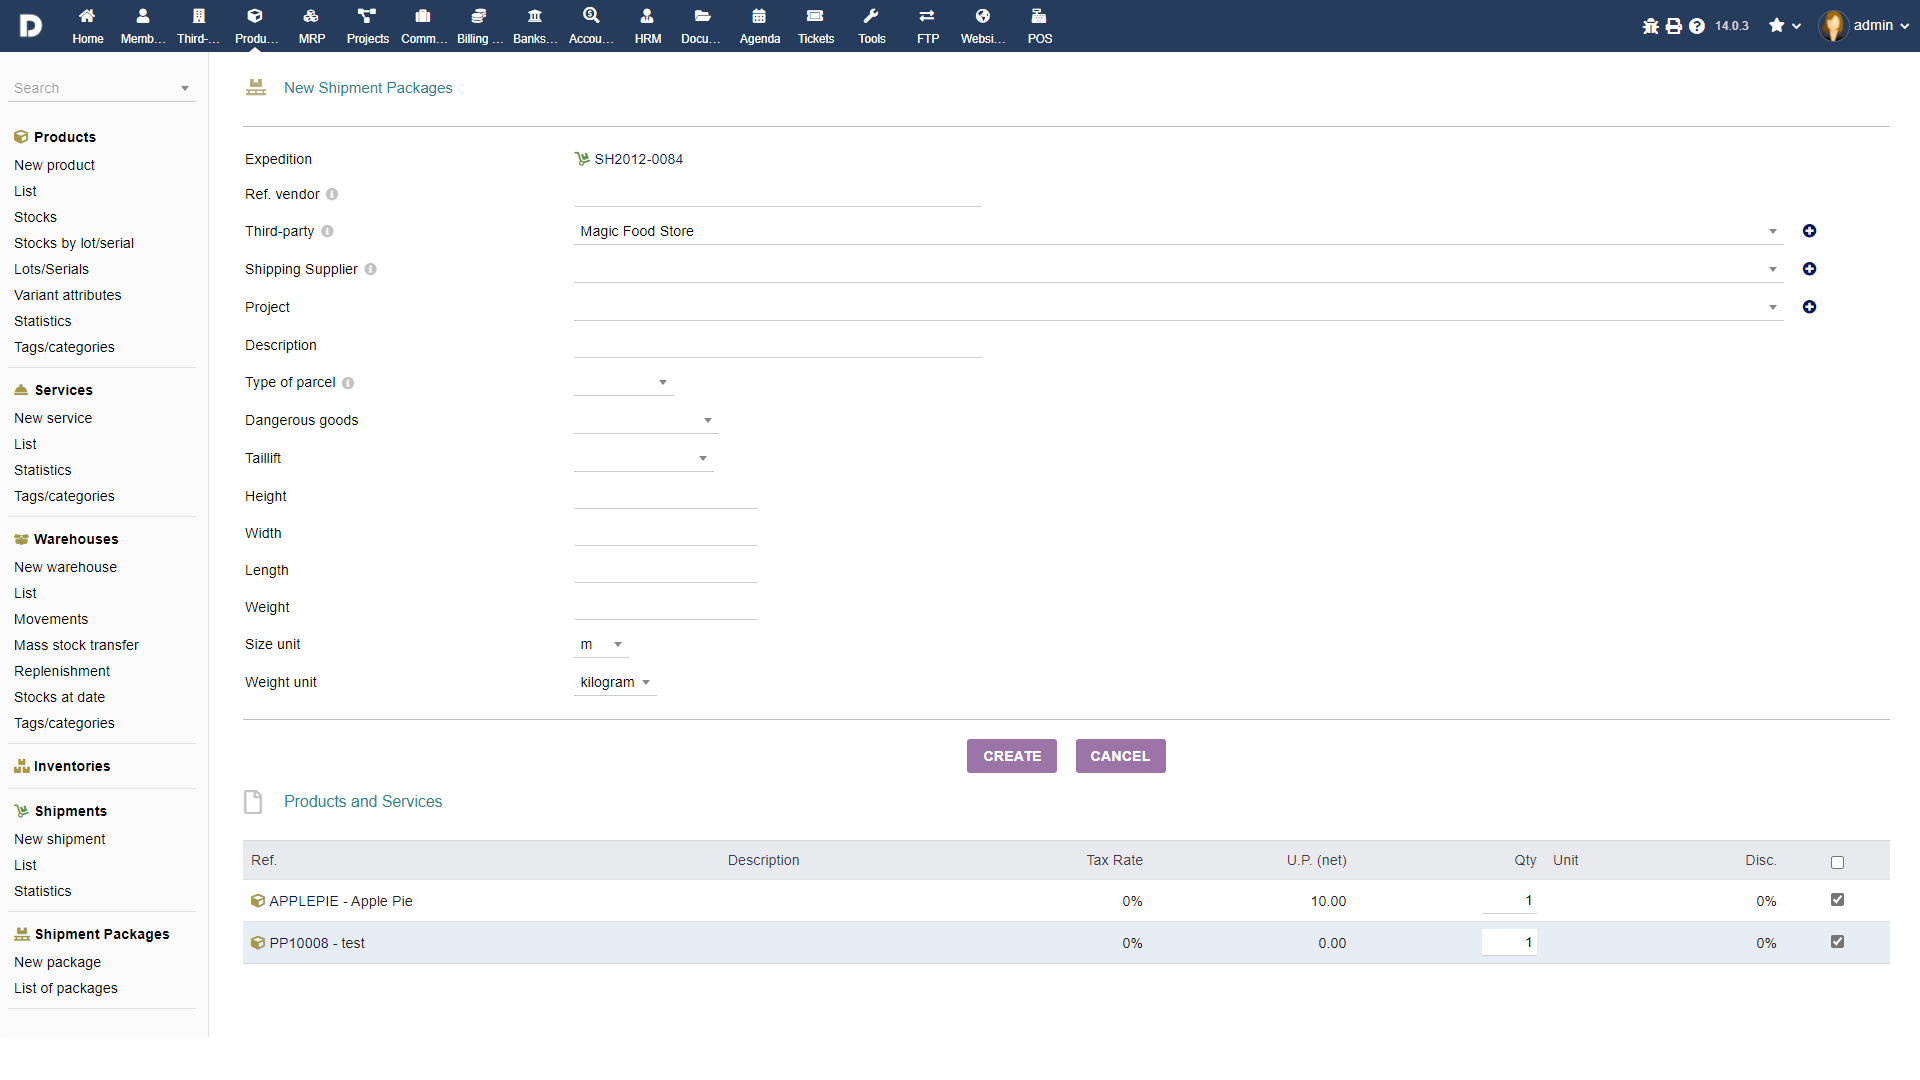 D
Home
Memb...
Third-...
Produ...
MRP
Projects
Comm...
Billing ...
Banks...
Accou...
HRM
Docu...
Agenda
Tickets
Tools
FTP
Websi...
POS
14.0.3
admin
Search
Products
New product
List
Stocks
Stocks by lot/serial
Lots/Serials
Variant attributes
Statistics
Tags/categories
Services
New service
List
Statistics
Tags/categories
Warehouses
New warehouse
List
Movements
Mass stock transfer
Replenishment
Stocks at date
Tags/categories
Inventories
Shipments
New shipment
List
Statistics
Shipment Packages
New package
List of packages
New Shipment Packages
Expedition SH2012-0084
Ref. vendor
Third-party Magic Food Store
Shipping Supplier
Project
Description
Type of parcel
Dangerous goods
Taillift
Height
Width
Length
Weight
Size unit m
Weight unit kilogram
CREATE CANCEL
Products and Services
Ref. Description Tax Rate U.P. (net) Qty Unit Disc.
APPLEPIE - Apple Pie 0% 10.00 1 0%
PP10008 - test 0% 0.00 1 0%